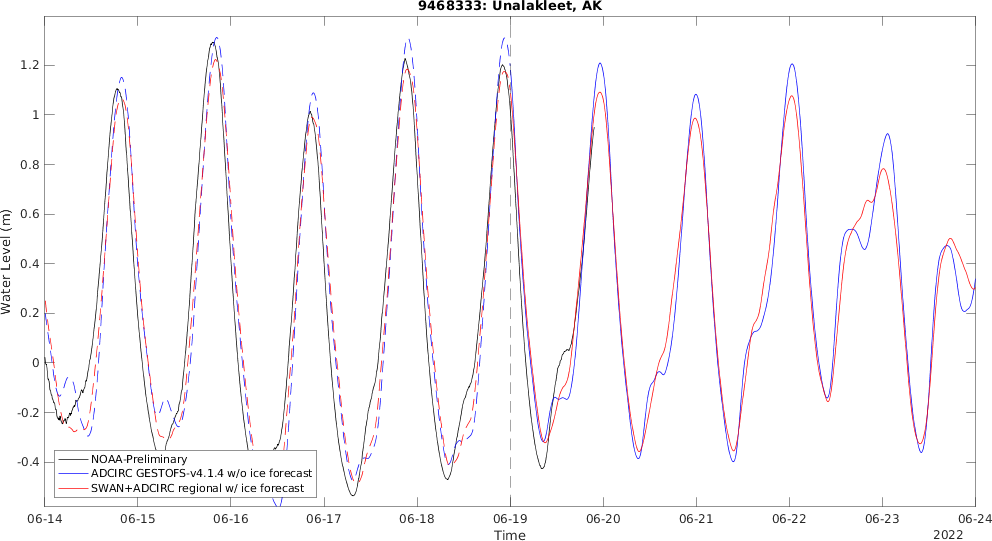 9468333: Unalakleet, AK
Water Level (m)
1.2
1
0.8
0.6
0.4
0.2
0
-0.2
-0.4
NOAA-Preliminary
ADCIRC GESTOFS-v4.1.4 w/o ice forecast
SWAN+ADCIRC regional w/ ice forecast
06-14 06-15 06-16 06-17 06-18 06-19 06-20 06-21 06-22 06-23 06-24
Time
2022